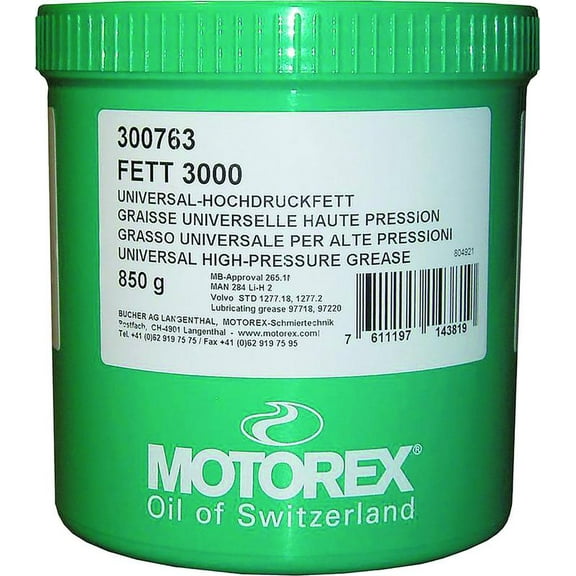 300763
FETT 3000
UNIVERSAL-HOCHDRUCKFETT
GRAISSE UNIVERSELLE HAUTE PRESSION
GRASSO UNIVERSALE PER ALTE PRESSIONI
UNIVERSAL HIGH-PRESSURE GREASE
804921
850 g
MB-Approval 265.1
MAN 284 Li-H 2
Volvo STD 1277.18, 1277.2
Lubricating grease 97718, 97220
BUCHER AG LANGENTHAL, MOTOREX-Schmiertechnik
Postfach, CH-4901 Langenthal - www.motorex.com
Tel. +41 (0)62 919 75 75 / Fax +41 (0)62 919 75 95
7 611197 143819
MOTOREX®
Oil of Switzerland